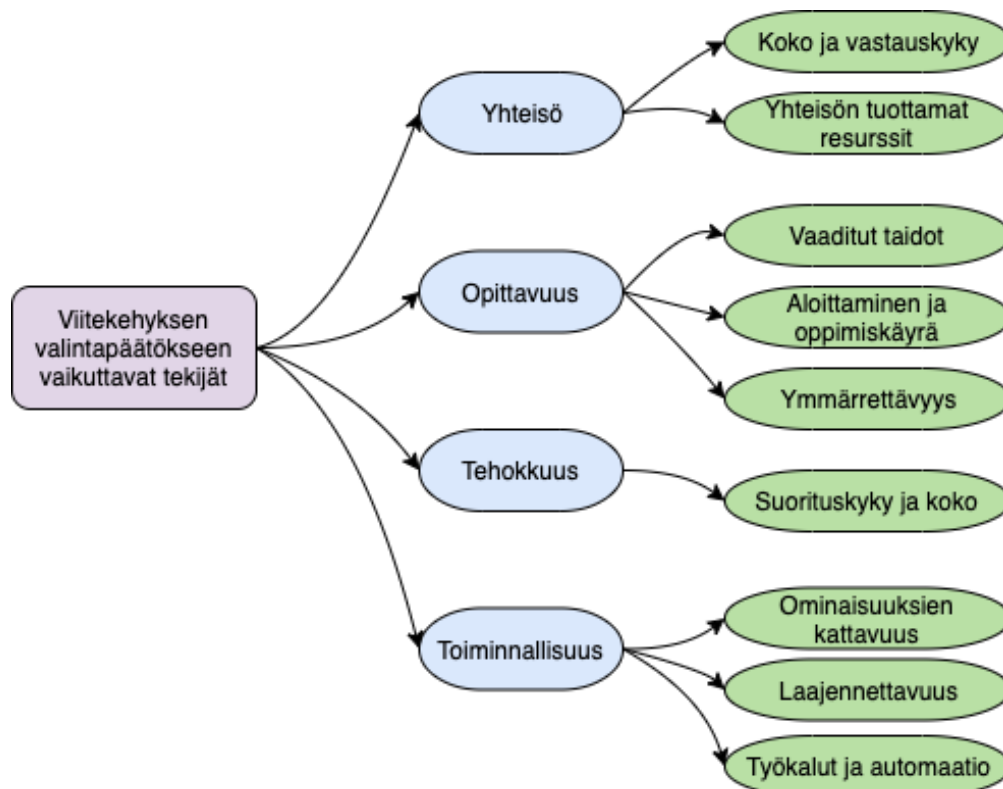 Koko ja vastauskyky
Yhteisö
Yhteisön tuottamat
resurssit
Vaaditut taidot
Opittavuus
Aloittaminen ja
oppimiskäyrä
Viitekehyksen
valintapäätökseen
vaikuttavat tekijät
Ymmärrettävyys
Tehokkuus
Suorituskyky ja koko
Ominaisuuksien
kattavuus
Toiminnallisuus
Laajennettavuus
Työkalut ja automaatio